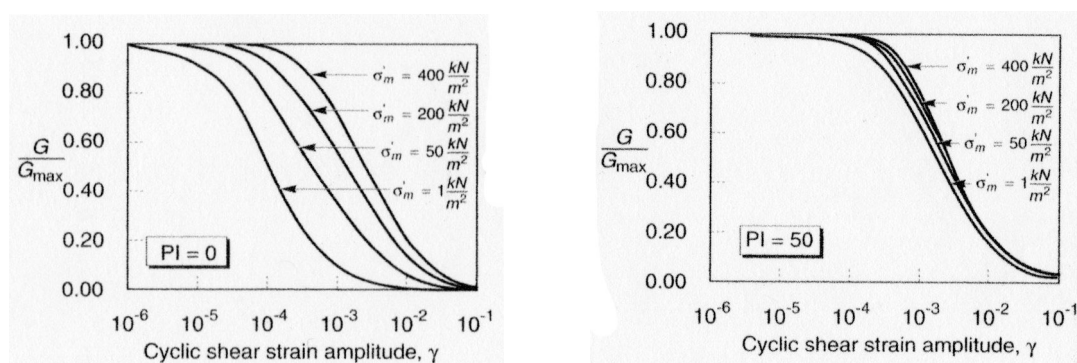 1.00
0.80
0.60
G/Gmax
0.40
0.20
0.00
σ'm = 400 kN/m²
σ'm = 200 kN/m²
σ'm = 50 kN/m²
σ'm = 1 kN/m²
PI = 0
10⁻⁶ 10⁻⁵ 10⁻⁴ 10⁻³ 10⁻² 10⁻¹
Cyclic shear strain amplitude, γ
1.00
0.80
0.60
G/Gmax
0.40
0.20
0.00
σ'm = 400 kN/m²
σ'm = 200 kN/m²
σ'm = 50 kN/m²
σ'm = 1 kN/m²
PI = 50
10⁻⁶ 10⁻⁵ 10⁻⁴ 10⁻³ 10⁻² 10⁻¹
Cyclic shear strain amplitude, γ